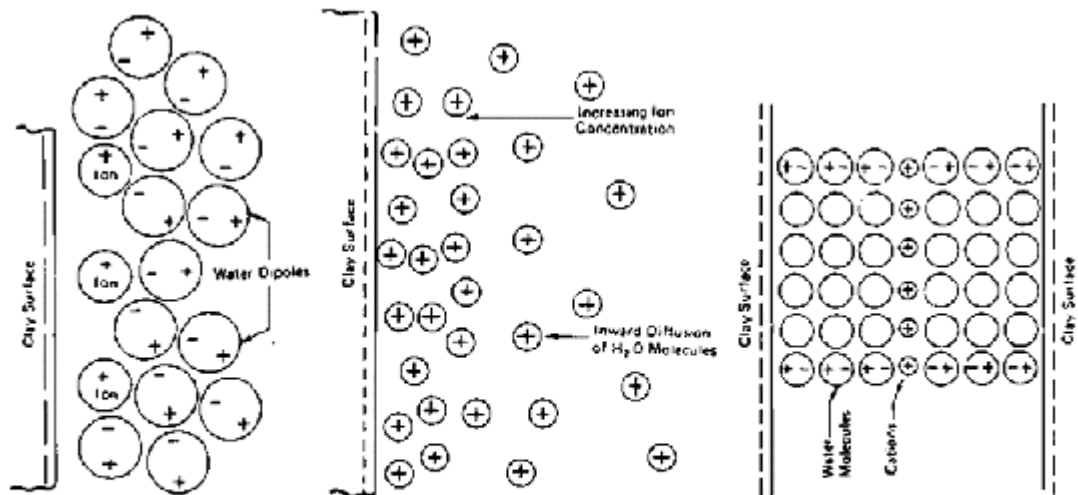 Clay Surface
Ion
Ion
Ion
Water Dipoles
Clay Surface
Increasing Ion
Concentration
Inward Diffusion
of H₂O Molecules
Clay Surface
Water
Molecules
Cations
Clay Surface